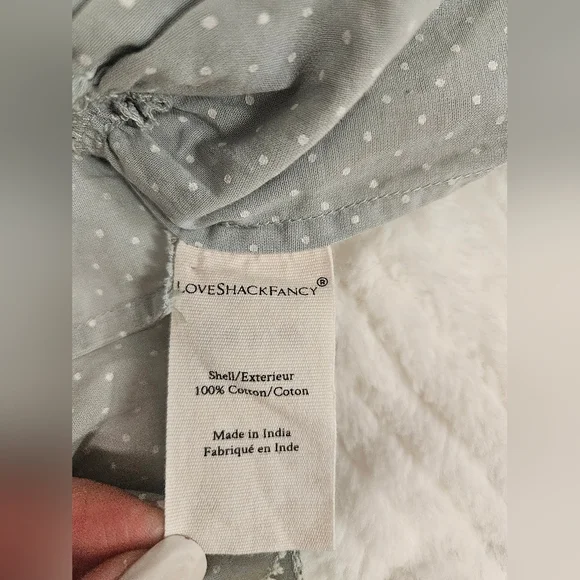 LOVESHACKFANCY®
Shell/Exterieur
100% Cotton/Coton
Made in India
Fabriqué en Inde